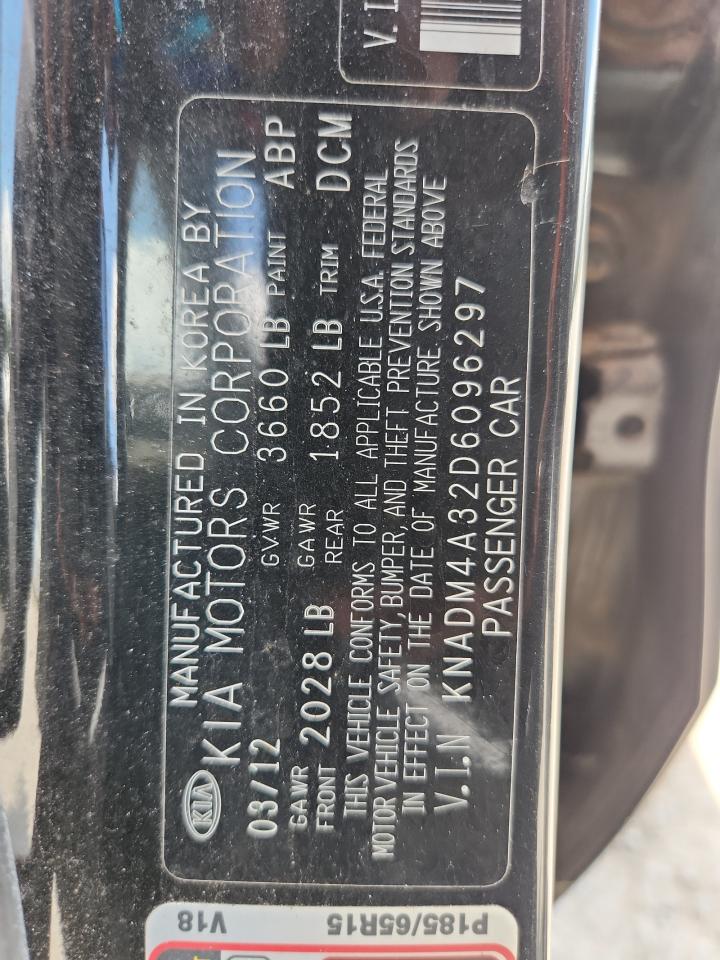 V.I
MANUFACTURED IN KOREA BY
KIA KIA MOTORS CORPORATION
03/12 GVWR 3660 LB PAINT ABP
GAWR FRONT 2028 LB GAWR REAR 1852 LB TRIM DCM
THIS VEHICLE CONFORMS TO ALL APPLICABLE U.S.A. FEDERAL
MOTOR VEHICLE SAFETY, BUMPER, AND THEFT PREVENTION STANDARDS
IN EFFECT ON THE DATE OF MANUFACTURE SHOWN ABOVE
V.I.N KNADM4A32D6096297
PASSENGER CAR
P185/65R15 V18